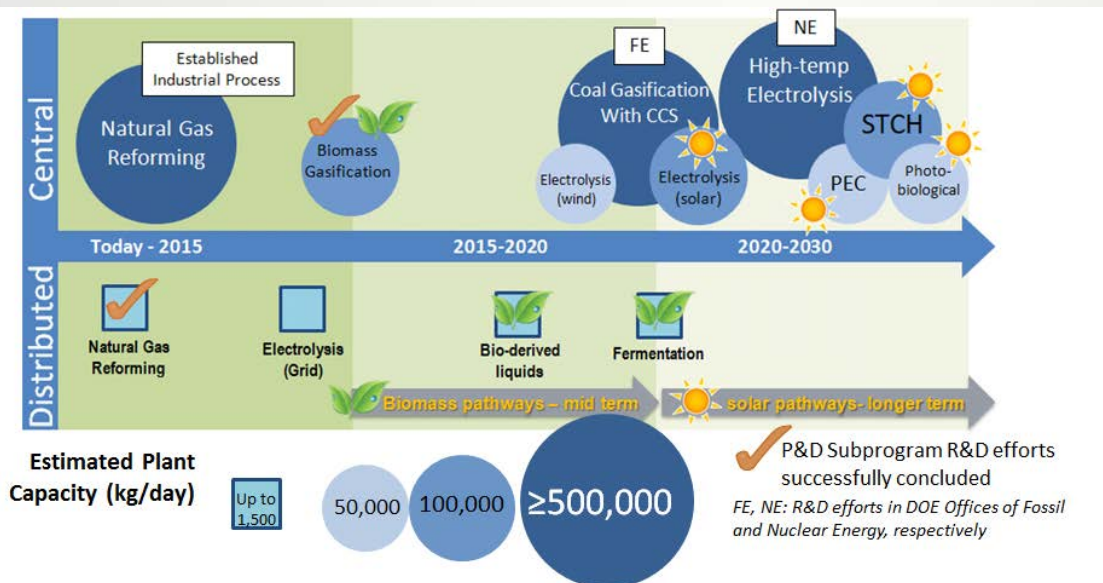 Central
Established
Industrial Process
Natural Gas
Reforming
Biomass
Gasification
FE
Coal Gasification
With CCS
Electrolysis
(wind)
Electrolysis
(solar)
NE
High-temp
Electrolysis
STCH
PEC
Photo-
biological
Today - 2015
2015-2020
2020-2030
Distributed
Natural Gas
Reforming
Electrolysis
(Grid)
Bio-derived
liquids
Fermentation
Biomass pathways – mid term
solar pathways- longer term
Estimated Plant
Capacity (kg/day)
Up to
1,500
50,000
100,000
≥500,000
P&D Subprogram R&D efforts
successfully concluded
FE, NE: R&D efforts in DOE Offices of Fossil
and Nuclear Energy, respectively